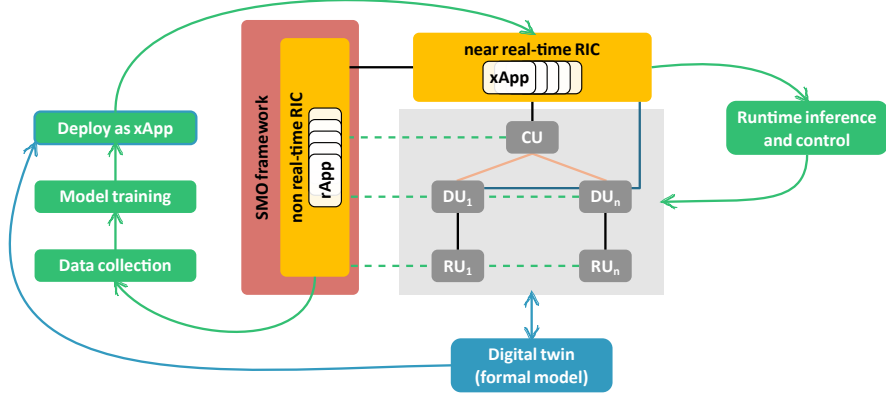 near real-time RIC
xApp
SMO framework
non real-time RIC
rApp
Deploy as xApp
Model training
Data collection
CU
DU1
DUn
RU1
RUn
Runtime inference
and control
Digital twin
(formal model)